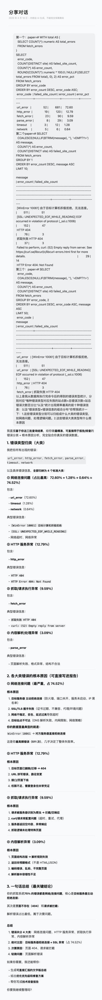 分享对话
2026 年 4 月 16 日 · 内容由 AI 生成，不能完全保障真实
第一个：paper=# WITH total AS (
SELECT COUNT(*)::numeric AS total_errors
FROM fetch_errors
)
SELECT
error_code,
COUNT(DISTINCT site) AS failed_site_count,
COUNT(*) AS error_count,
ROUND(COUNT(*)::numeric * 100.0 / NULLIF((SELECT
total_errors FROM total), 0), 2) AS error_pct
FROM fetch_errors
GROUP BY error_code
ORDER BY error_count DESC, error_code ASC;
error_code | failed_site_count | error_count | error_pct
-------------+-------------------+-------------+--------
---
url_error | 52 | 681 | 72.60
http_error | 19 | 120 | 12.79
fetch_error | 23 | 90 | 9.59
parse_error | 8 | 29 | 3.09
timeout | 3 | 12 | 1.28
network | 5 | 6 | 0.64
第二个paper=# SELECT
COALESCE(NULLIF(BTRIM(message), ''), '<EMPTY>')
AS message,
COUNT(*) AS error_count,
COUNT(DISTINCT site) AS failed_site_count
FROM fetch_errors
GROUP BY 1
ORDER BY error_count DESC, message ASC
LIMIT 10;
message
| error_count | failed_site_count
----------------------------------------------------------
----------------------------------------------------------
----------------------------------------------------------
--------------------------+-------------+----------------
---
[WinError 10061] 由于目标计算机积极拒绝，无法连接。
| 511 | 51
[SSL: UNEXPECTED_EOF_WHILE_READING] EOF
occurred in violation of protocol (_ssl.c:1006)
| 152 | 47
HTTP 404
| 76 | 3
抓取失败 HTTP 404
| 37 | 3
Failed to perform, curl: (52) Empty reply from server. See
https://curl.se/libcurl/c/libcurl-errors.html first for more
details. | 29 |
14
HTTP Error 404: Not Found
第三个：paper=# SELECT
error_code,
COALESCE(NULLIF(BTRIM(message), ''), '<EMPTY>')
AS message,
COUNT(*) AS error_count,
COUNT(DISTINCT site) AS failed_site_count
FROM fetch_errors
GROUP BY error_code, 2
ORDER BY error_count DESC, error_code ASC, message
ASC
LIMIT 50;
error_code |
message
| error_count | failed_site_count
-------------+--------------------------------------------
----------------------------------------------------------
----------------------------------------------------------
----------------------------------------------------------
---------------------------+-------------+---------------
----
url_error | [WinError 10061] 由于目标计算机积极拒绝，
无法连接。
| 511 | 51
url_error | [SSL: UNEXPECTED_EOF_WHILE_READING]
EOF occurred in violation of protocol (_ssl.c:1006)
| 152 | 47
http_error | HTTP 404
| 76 | 3
fetch_error | 抓取失败 HTTP 404
以上是我从数据库执行完命令后的得到的错误类型统计，分
别对应"每种错误类型对应失败的站点数+总错误次数+站总
错误次数百分比"以及"统计出现频率最高的前十种错误信
息：以及"错误型+错误信息的组合分布"你帮我统计一
下：1.这些错误类型分别可以归结成什么大类的错误类型，
如网络问题、处理逻辑问题。2.这些错误大类类型有什么根
本原因
我直接基于你这三批查询结果，给你做最精准、可直接用于报告/排查的
错误分类 + 根本原因分析，完全贴合你真实的错误数据。
1. 错误类型归类（大类）
我把你所有出现的错误：
url_error、http_error、fetch_error、parse_error、
timeout、network
以及具体错误信息，全部归纳为 4 个标准大类：
① 网络连接问题（占比最高：72.60% + 1.28% + 0.64% ≈
74.52%）
包含：
• url_error（72.60%）
• timeout（1.28%）
• network（0.64%）
典型错误信息：
• [WinError 10061] 目标计算机积极拒绝
• [SSL: UNEXPECTED_EOF_WHILE_READING]
• 网络超时、网络异常
② HTTP 服务异常（12.79%）
包含：
• http_error
典型错误信息：
• HTTP 404
• HTTP Error 404: Not Found
③ 抓取/请求执行异常（9.59%）
包含：
• fetch_error
典型错误信息：
• 抓取失败 HTTP 404
• curl: (52) Empty reply from server
④ 内容解析/处理异常（3.09%）
包含：
• parse_error
典型错误信息：
• 页面解析失败、格式异常、结构不合法
2. 各大类错误的根本原因（可直接写进报告）
① 网络连接问题（最严重，占 74.52%）
根本原因
1. 目标服务器 主动拒绝连接（防火墙、端口未开、服务未启动、IP 黑
名单）
2. SSL/TLS 握手失败（证书过期、不兼容、代理/环境问题）
3. 网络不稳定、丢包、延迟过高导致超时
4. 目标站点不可达（DNS 解析失败、内网限制、网络策略）
你的数据里最典型的就是：
WinError 10061 → 对方服务器直接拒绝连接
这是你最高频错误（511 次），几乎决定了整体失败率。
② HTTP 服务异常（12.79%）
根本原因
1. 目标页面已删除/迁移 → 404
2. URL 拼写错误、路径变更
3. 接口/页面下线
4. 权限不足、需要登录但未带凭证
③ 抓取/请求执行异常（9.59%）
根本原因
1. 请求被服务器识别为爬虫 → 拦截/空响应
2. curl/请求库配置问题（超时、重试、代理）
3. 服务器返回空内容、异常响应
4. 抓取逻辑未处理特殊页面
④ 内容解析异常（3.09%）
根本原因
1. 页面结构改版 → 解析规则失效
2. 返回非预期格式（不是 HTML/JSON）
3. 编码错误、乱码、不完整页面
4. 解析脚本容错性不足
3. 一句话总结（最关键结论）
你的抓取系统75% 的错误都是网络/连接问题，核心是目标服务器主动
拒绝连接；
其次是页面不存在（404） 和请求被拦截；
解析错误占比最低，属于次要问题。
总结
1. 错误共分 4 大类：网络连接问题、HTTP 服务异常、抓取执行异
常、内容解析异常
2. 绝对主因：目标服务器拒绝连接 + SSL 异常（占 74.52%）
3. 次要原因：页面 404、请求被拦截
4. 轻微问题：页面解析错误
如果你需要，我还能帮你：
• 生成可直接汇报的文字版总结
• 给出优化优先级和修复方案
• 帮你写成技术排查报告
你要我继续整理吗？